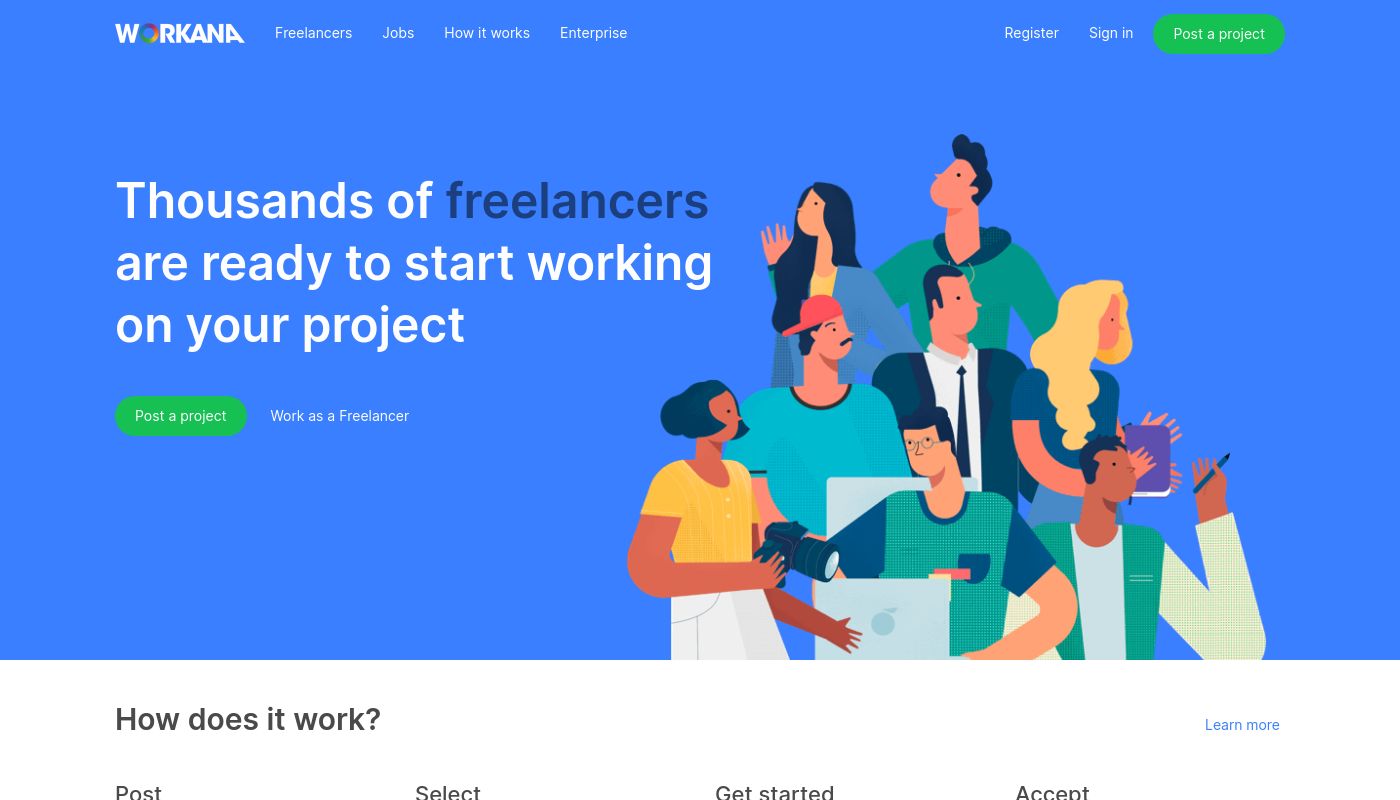 WORKANA Freelancers Jobs How it works Enterprise Register Sign in Post a project
Thousands of freelancers
are ready to start working
on your project
Post a project Work as a Freelancer
How does it work?
Learn more
Post Select Get started Accept